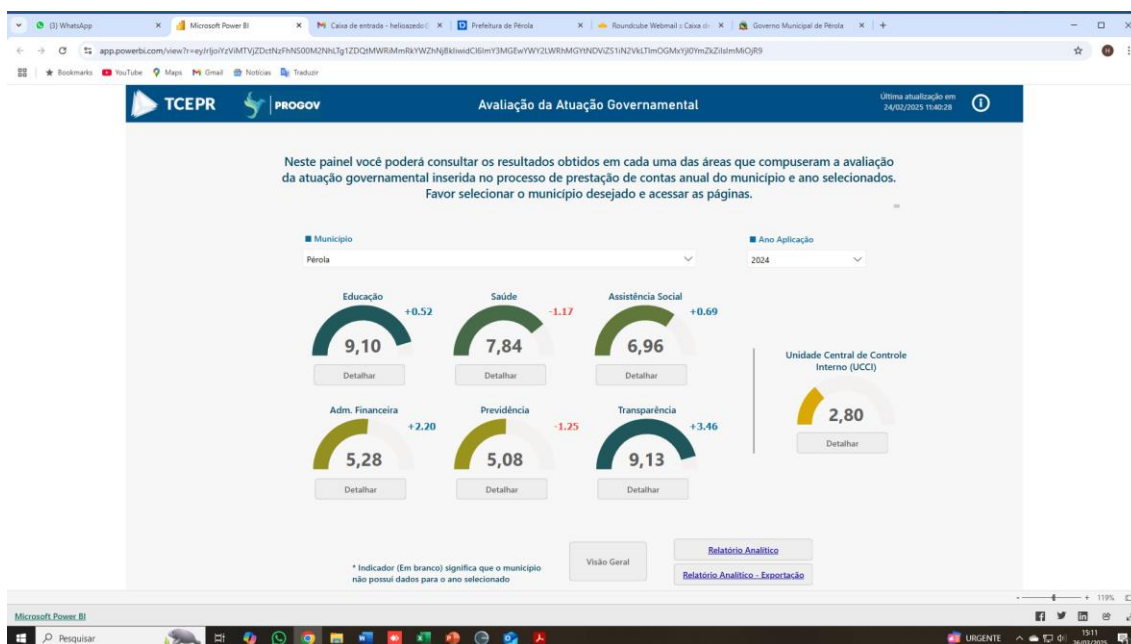 (3) WhatsApp
Microsoft Power BI
Caixa de entrada - helioazedo
Prefeitura de Pérola
Roundcube Webmail :: Caixa de
Governo Municipal de Pérola
Bookmarks YouTube Maps Gmail Notícias Traduzir
TCEPR PROGOV
Avaliação da Atuação Governamental
Última atualização em
24/02/2025 11:40:28
Neste painel você poderá consultar os resultados obtidos em cada uma das áreas que compuseram a avaliação
da atuação governamental inserida no processo de prestação de contas anual do município e ano selecionados.
Favor selecionar o município desejado e acessar as páginas.
Município
Pérola
Ano Aplicação
2024
Educação
+0.52
9,10
Detalhar
Saúde
-1.17
7,84
Detalhar
Assistência Social
+0.69
6,96
Detalhar
Adm. Financeira
+2.20
5,28
Detalhar
Previdência
-1.25
5,08
Detalhar
Transparência
+3.46
9,13
Detalhar
Unidade Central de Controle
Interno (UCCI)
2,80
Detalhar
* Indicador (Em branco) significa que o município
não possui dados para o ano selecionado
Visão Geral
Relatório Analítico
Relatório Analítico - Exportação
119%
Microsoft Power BI
Pesquisar
URGENTE
15:11